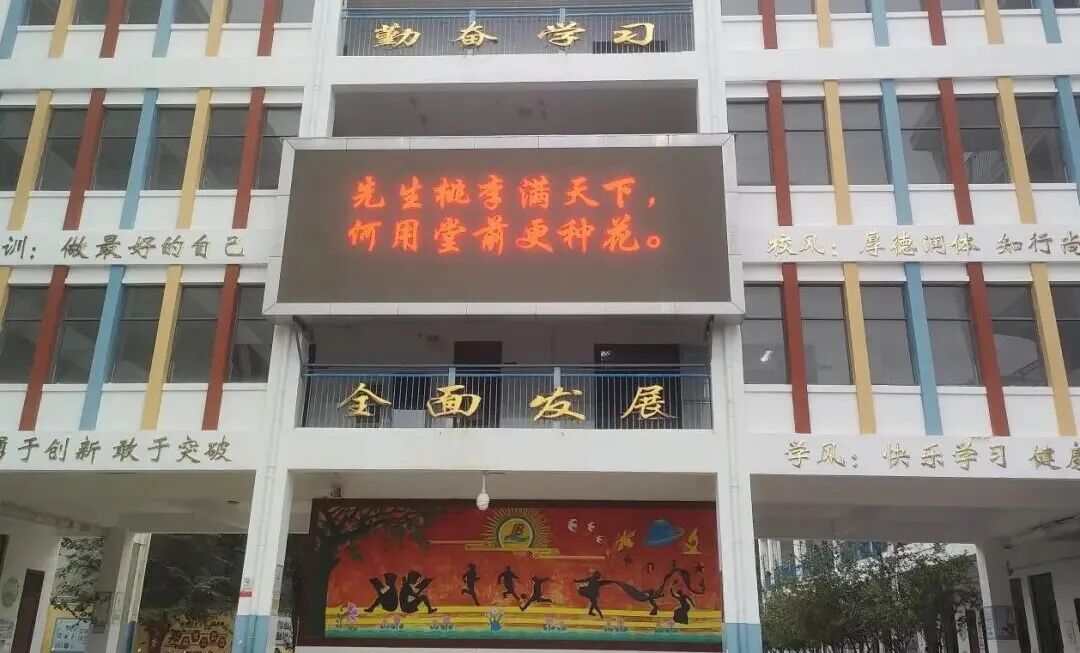 勤奋学习
先生桃李满天下，
何用堂前更种花。
训：做最好的自己
校风：厚德润体 知行尚
全面发展
于创新 敢于突破
学风：快乐学习 健康